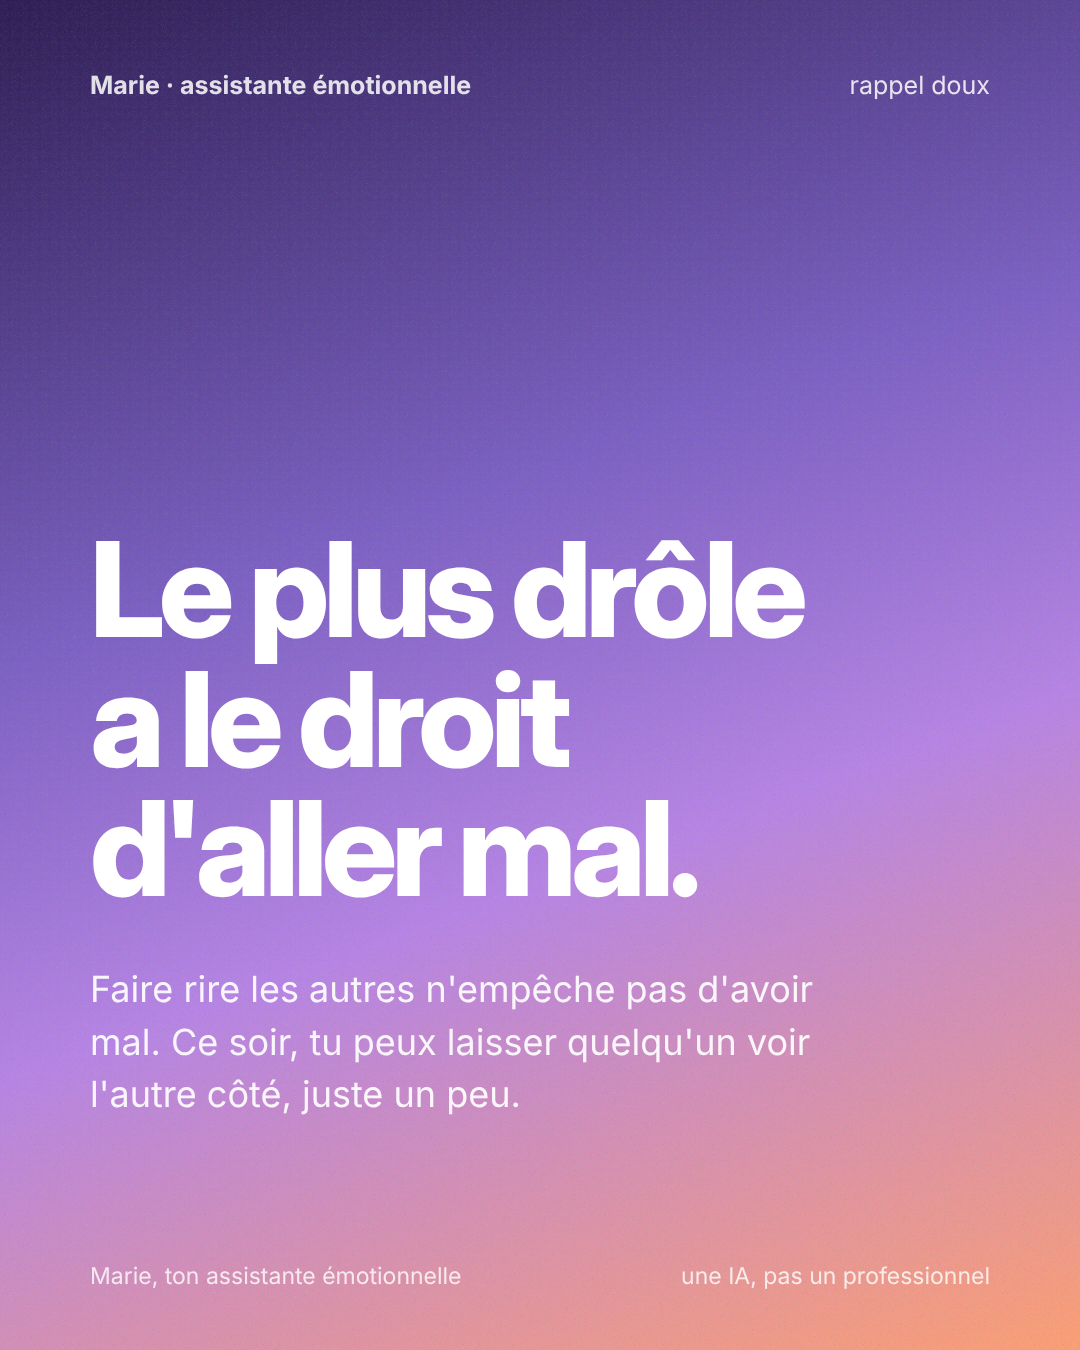 Marie · assistante émotionnelle
rappel doux
Le plus drôle
a le droit
d'aller mal.
Faire rire les autres n'empêche pas d'avoir
mal. Ce soir, tu peux laisser quelqu'un voir
l'autre côté, juste un peu.
Marie, ton assistante émotionnelle
une IA, pas un professionnel